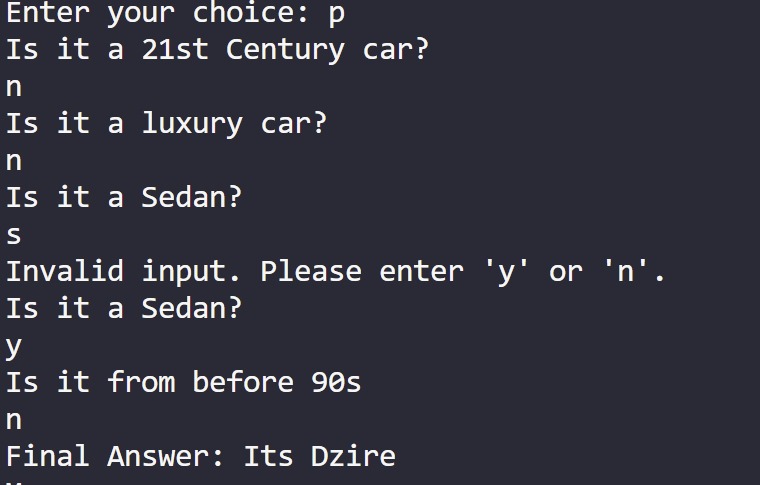 Enter your choice: p
Is it a 21st Century car?
n
Is it a luxury car?
n
Is it a Sedan?
s
Invalid input. Please enter 'y' or 'n'.
Is it a Sedan?
y
Is it from before 90s
n
Final Answer: Its Dzire